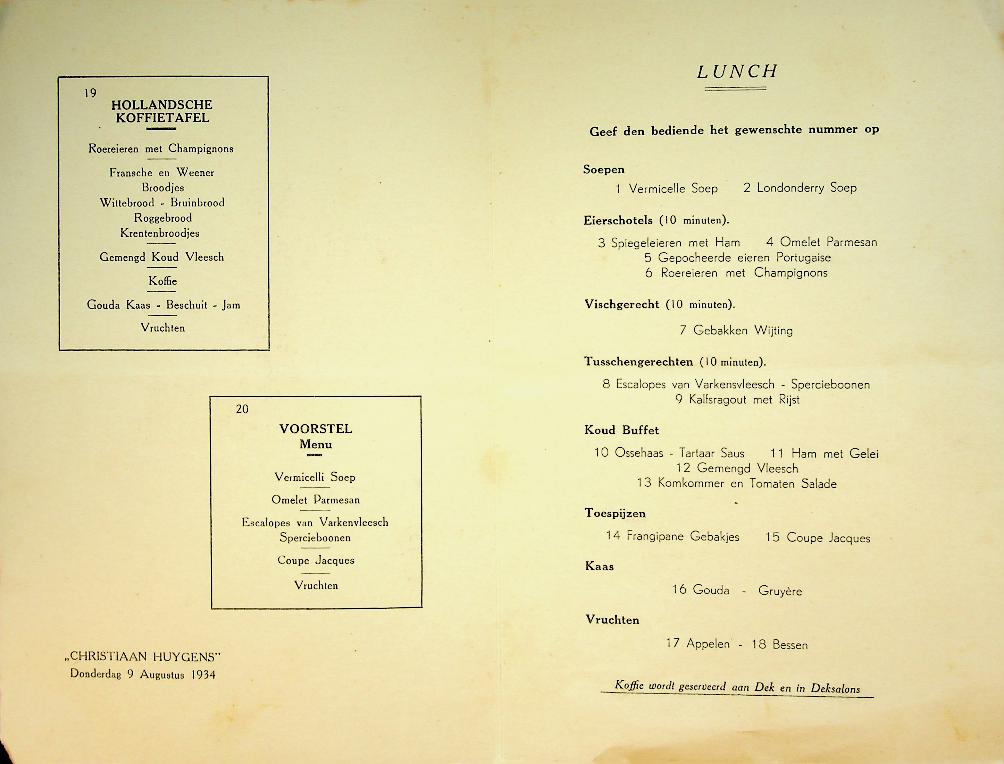 19
HOLLANDSCHE
KOFFIETAFEL
Roereieren met Champignons
Fransche en Weener
Broodjes
Wittebrood - Bruinbrood
Roggebrood
Krentenbroodjes
Gemengd Koud Vleesch
Koffie
Gouda Kaas - Beschuit - Jam
Vruchten
20
VOORSTEL
Menu
Vermicelli Soep
Omelet Parmesan
Escalopes van Varkenvleesch
Spercieboonen
Coupe Jacques
Vruchten
„CHRISTIAAN HUYGENS”
Donderdag 9 Augustus 1934
LUNCH
Geef den bediende het gewenschte nummer op
Soepen
1 Vermicelle Soep 2 Londonderry Soep
Eierschotels (10 minuten).
3 Spiegeleieren met Ham 4 Omelet Parmesan
5 Gepocheerde eieren Portugaise
6 Roereieren met Champignons
Vischgerecht (10 minuten).
7 Gebakken Wijting
Tusschengerechten (10 minuten).
8 Escalopes van Varkensvleesch - Spercieboonen
9 Kalfsragout met Rijst
Koud Buffet
10 Ossehaas - Tartaar Saus 11 Ham met Gelei
12 Gemengd Vleesch
13 Komkommer en Tomaten Salade
Toespijzen
14 Frangipane Gebakjes 15 Coupe Jacques
Kaas
16 Gouda - Gruyère
Vruchten
17 Appelen - 18 Bessen
Koffie wordt geserveerd aan Dek en in Deksalons